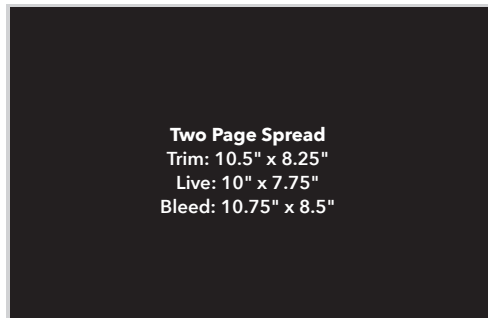 Two Page Spread
Trim: 10.5" x 8.25"
Live: 10" x 7.75"
Bleed: 10.75" x 8.5"